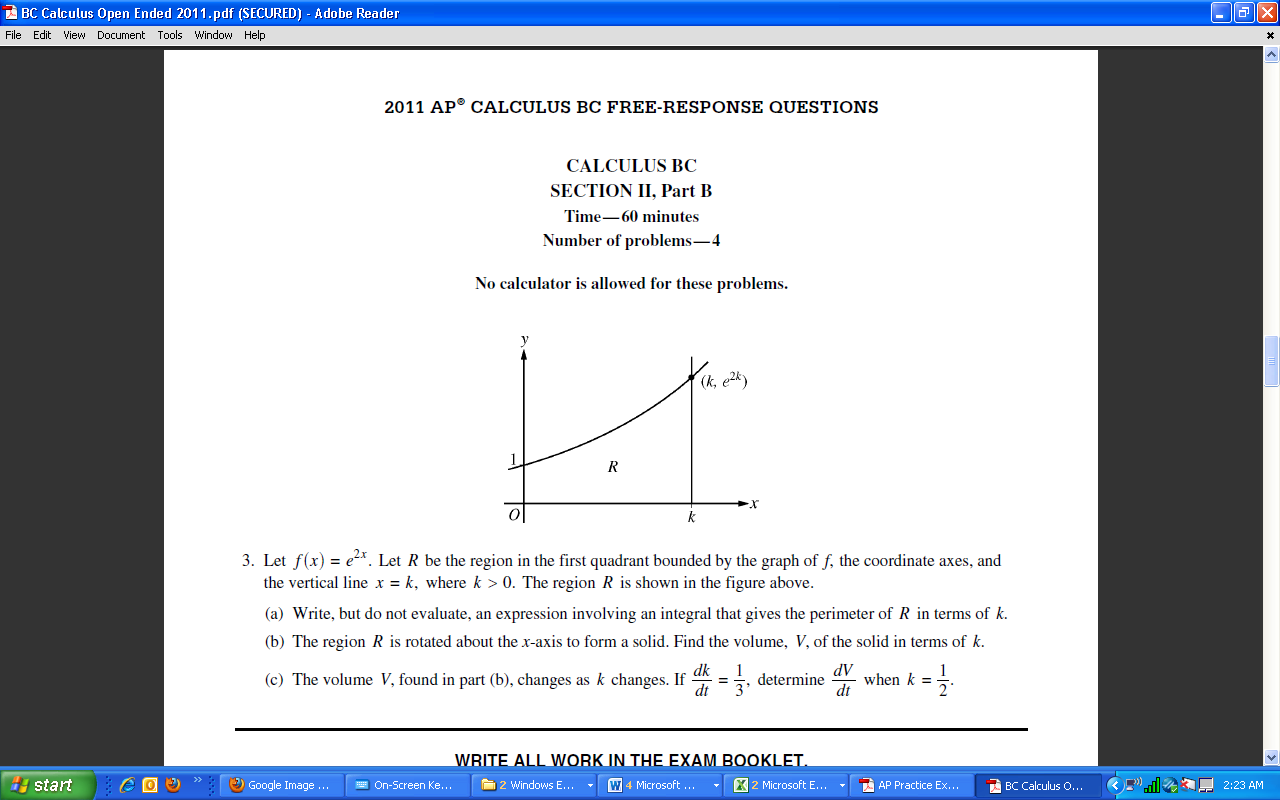 BC Calculus Open Ended 2011.pdf (SECURED) - Adobe Reader
File Edit View Document Tools Window Help
2011 AP® CALCULUS BC FREE-RESPONSE QUESTIONS
CALCULUS BC
SECTION II, Part B
Time—60 minutes
Number of problems—4
No calculator is allowed for these problems.
y
(k, e^{2k})
1
R
O
k
x
3. Let f(x) = e^{2x}. Let R be the region in the first quadrant bounded by the graph of f, the coordinate axes, and
the vertical line x = k, where k > 0. The region R is shown in the figure above.
(a) Write, but do not evaluate, an expression involving an integral that gives the perimeter of R in terms of k.
(b) The region R is rotated about the x-axis to form a solid. Find the volume, V, of the solid in terms of k.
(c) The volume V, found in part (b), changes as k changes. If dk/dt = 1/3, determine dV/dt when k = 1/2.
WRITE ALL WORK IN THE EXAM BOOKLET.
start » Google Image ... On-Screen Ke... 2 Windows E... 4 Microsoft ... 2 Microsoft E... AP Practice Ex... BC Calculus O... 2:23 AM